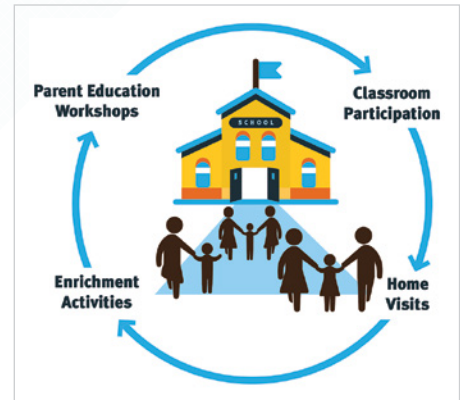 Parent Education
Workshops
Classroom
Participation
SCHOOL
Enrichment
Activities
Home
Visits